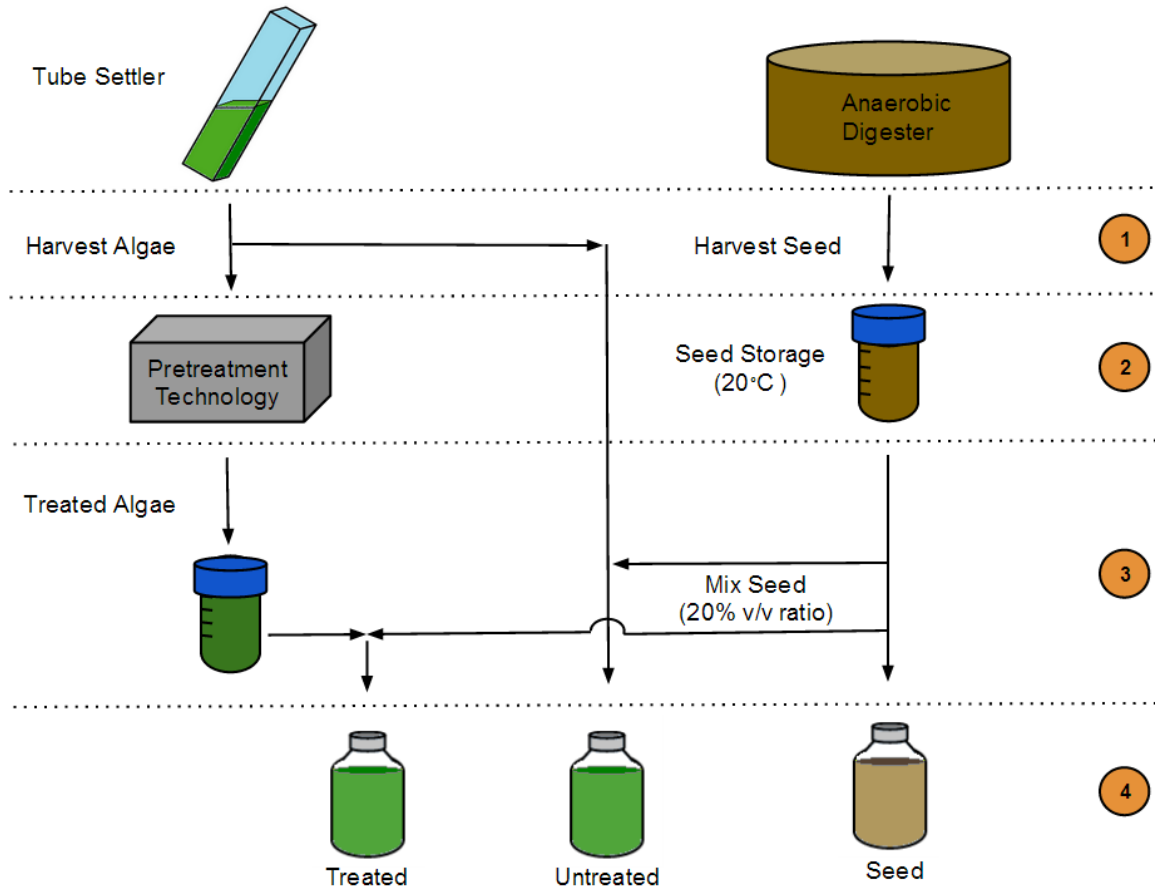 Tube Settler
Anaerobic
Digester
Harvest Algae
Harvest Seed
1
Pretreatment
Technology
Seed Storage
(20°C )
2
Treated Algae
Mix Seed
(20% v/v ratio)
3
4
Treated
Untreated
Seed